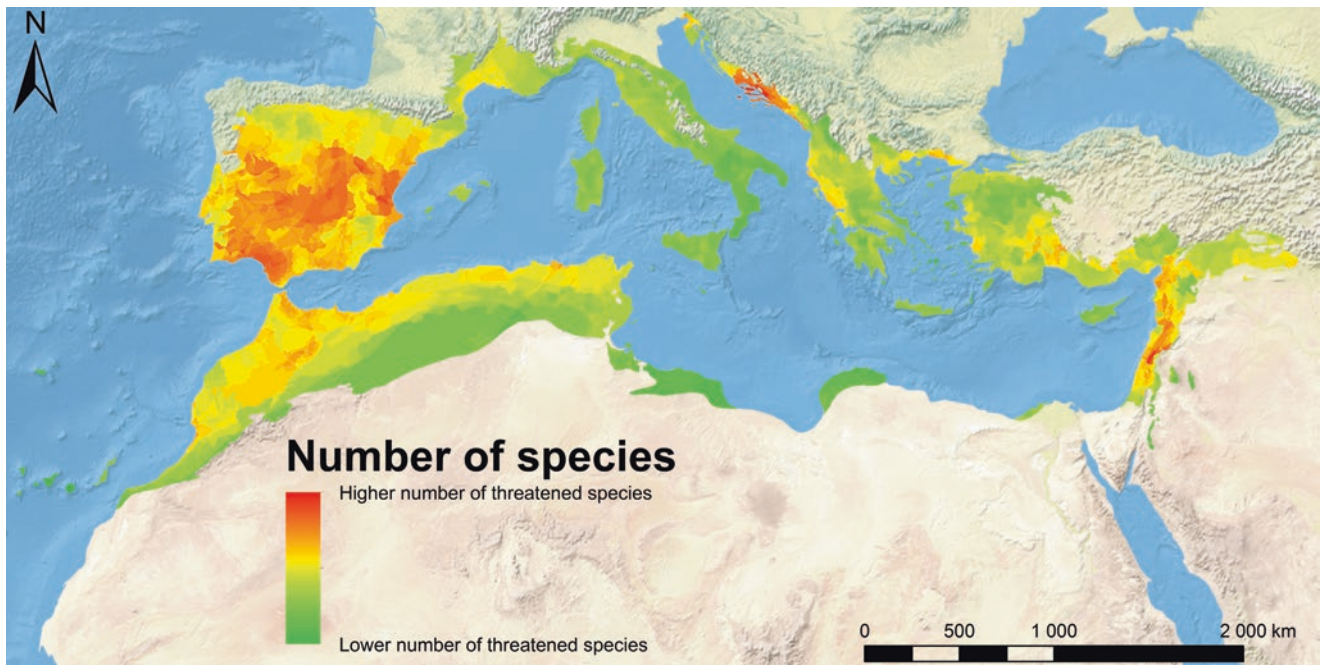 N
Number of species
Higher number of threatened species
Lower number of threatened species
0 500 1 000 2 000 km